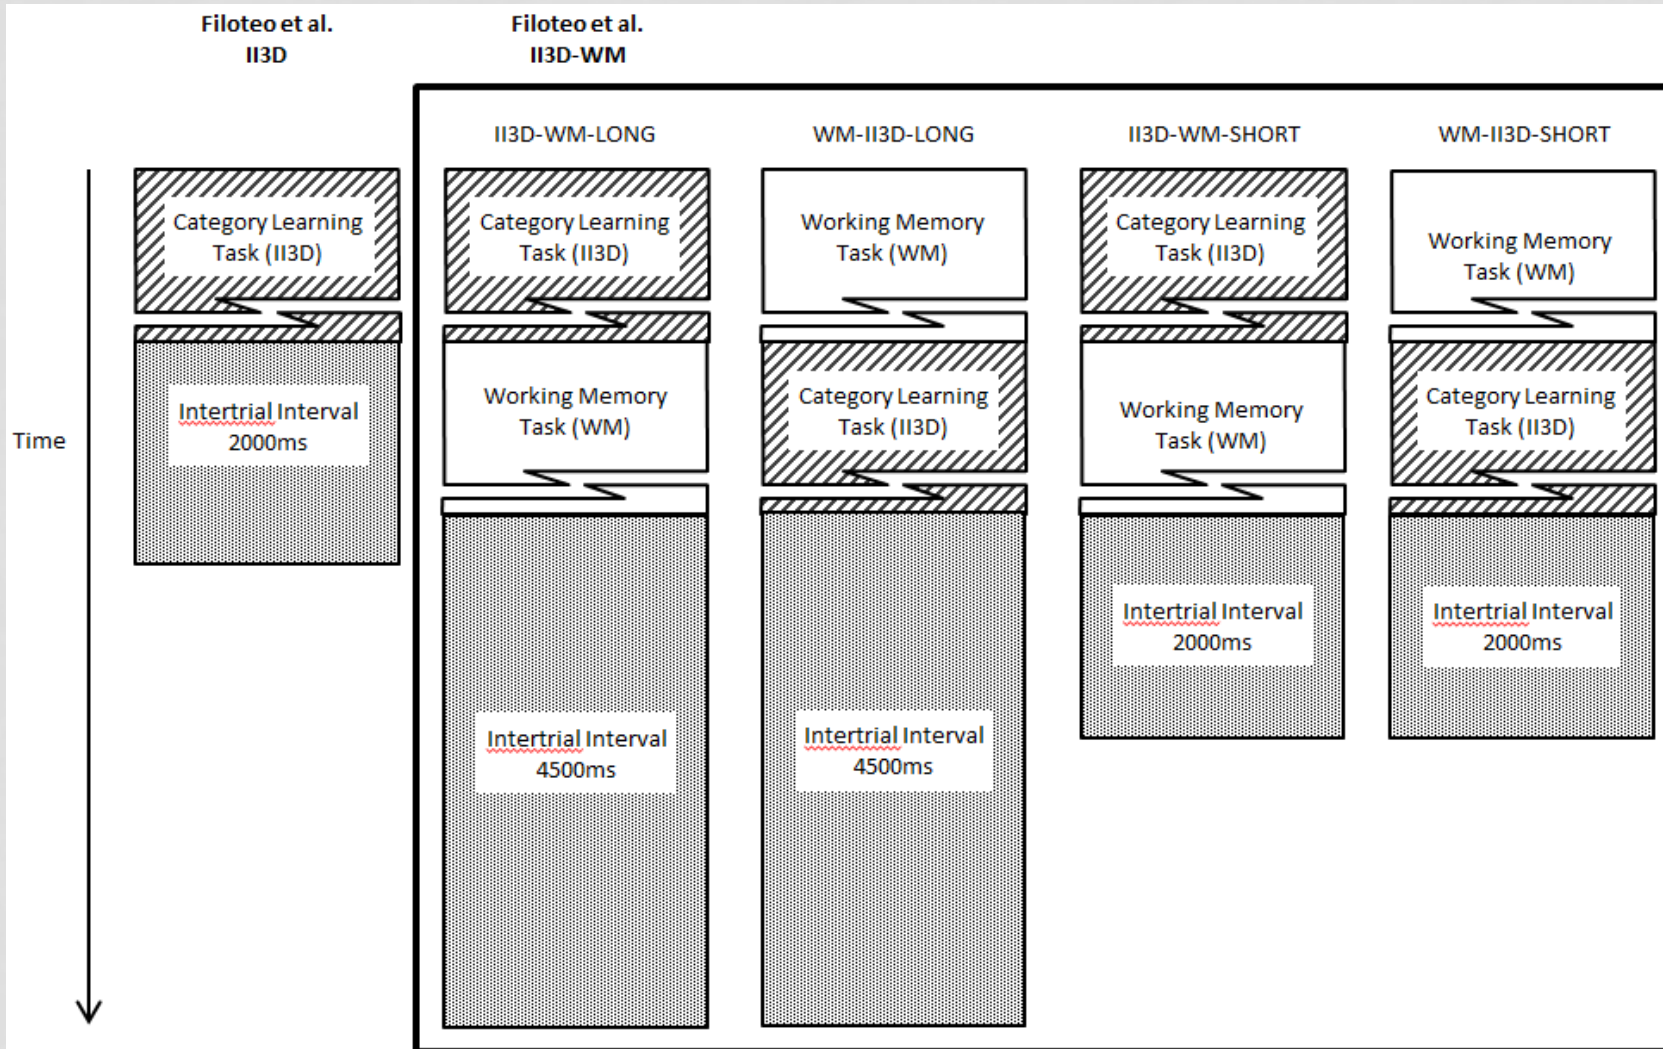 Filoteo et al.
II3D
Filoteo et al.
II3D-WM
II3D-WM-LONG
WM-II3D-LONG
II3D-WM-SHORT
WM-II3D-SHORT
Time
Category Learning
Task (II3D)
Intertrial Interval
2000ms
Category Learning
Task (II3D)
Working Memory
Task (WM)
Intertrial Interval
4500ms
Working Memory
Task (WM)
Category Learning
Task (II3D)
Intertrial Interval
4500ms
Category Learning
Task (II3D)
Working Memory
Task (WM)
Intertrial Interval
2000ms
Working Memory
Task (WM)
Category Learning
Task (II3D)
Intertrial Interval
2000ms